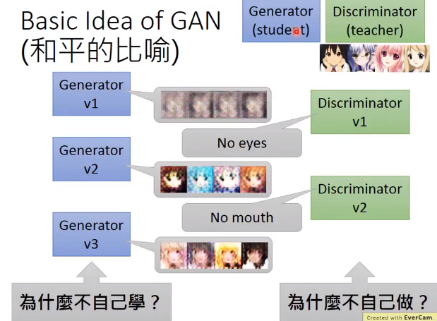 Basic Idea of GAN
(和平的比喻)
Generator
(student)
Discriminator
(teacher)
Generator
v1
Discriminator
v1
No eyes
Generator
v2
Discriminator
v2
No mouth
Generator
v3
為什麼不自己學？
為什麼不自己做？
Created with EverCam.